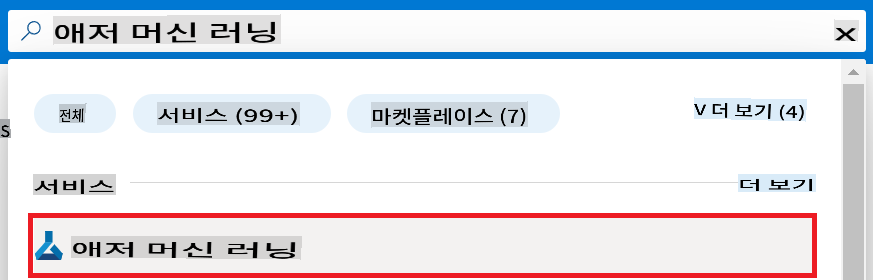 애저 머신 러닝 X
전체 서비스 (99+) 마켓플레이스 (7) V 더 보기 (4)
S
서비스 더 보기
애저 머신 러닝